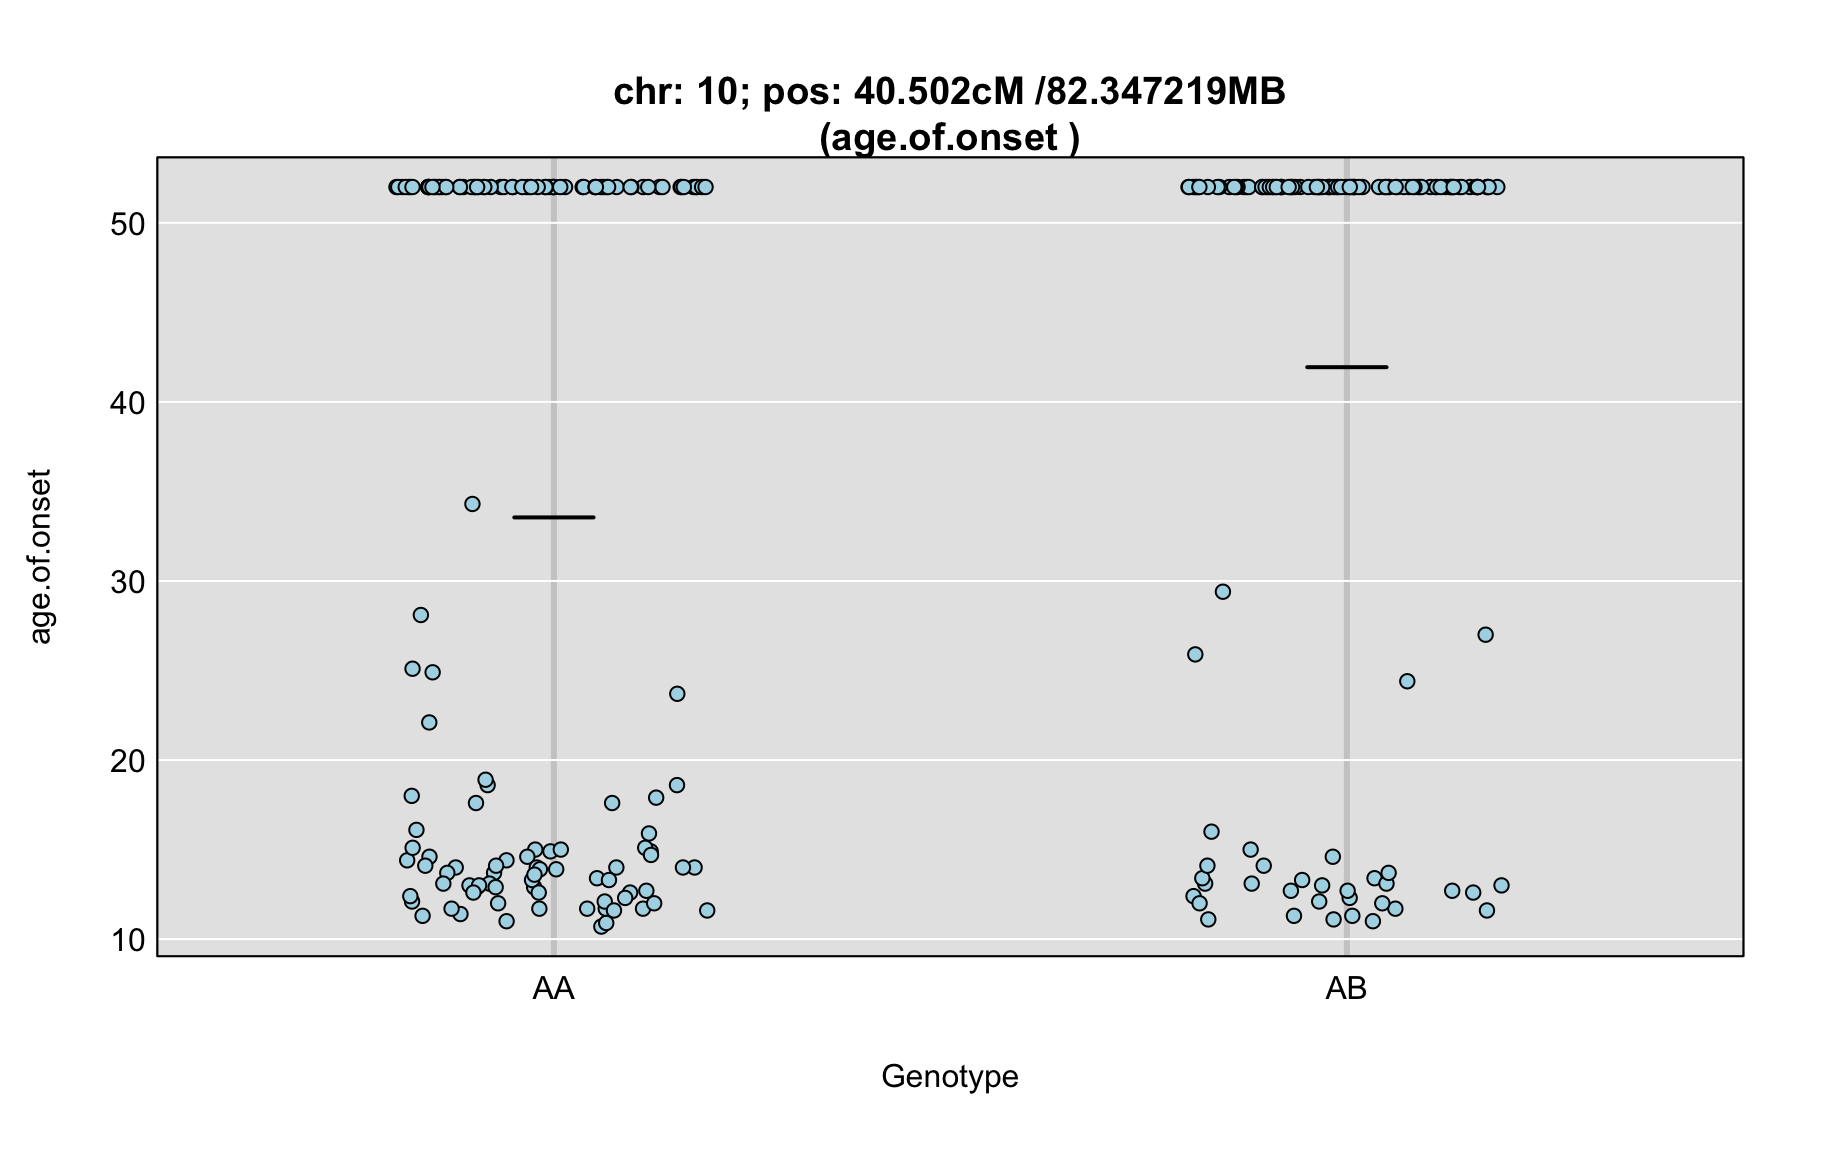 chr: 10; pos: 40.502cM /82.347219MB
(age.of.onset )
50
40
30
20
10
age.of.onset
AA
AB
Genotype